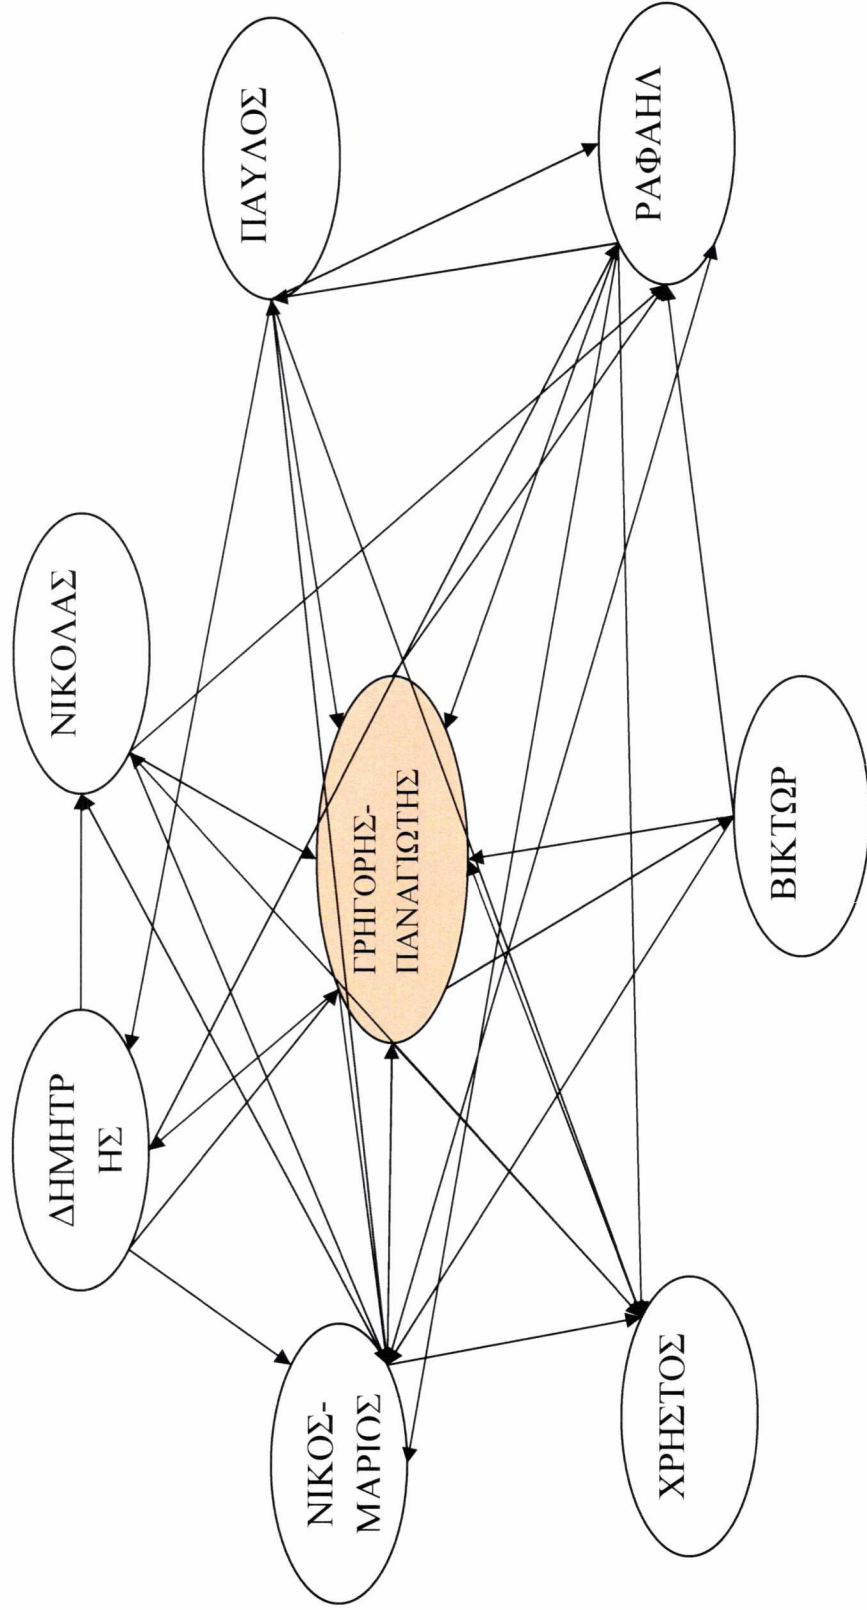 ΔΗΜΗΤΡ
ΗΣ
ΝΙΚΟΛΑΣ
ΠΑΥΛΟΣ
ΝΙΚΟΣ-
ΜΑΡΙΟΣ
ΓΡΗΓΟΡΗΣ-
ΠΑΝΑΓΙΩΤΗΣ
ΡΑΦΑΗΛ
ΧΡΗΣΤΟΣ
ΒΙΚΤΩΡ